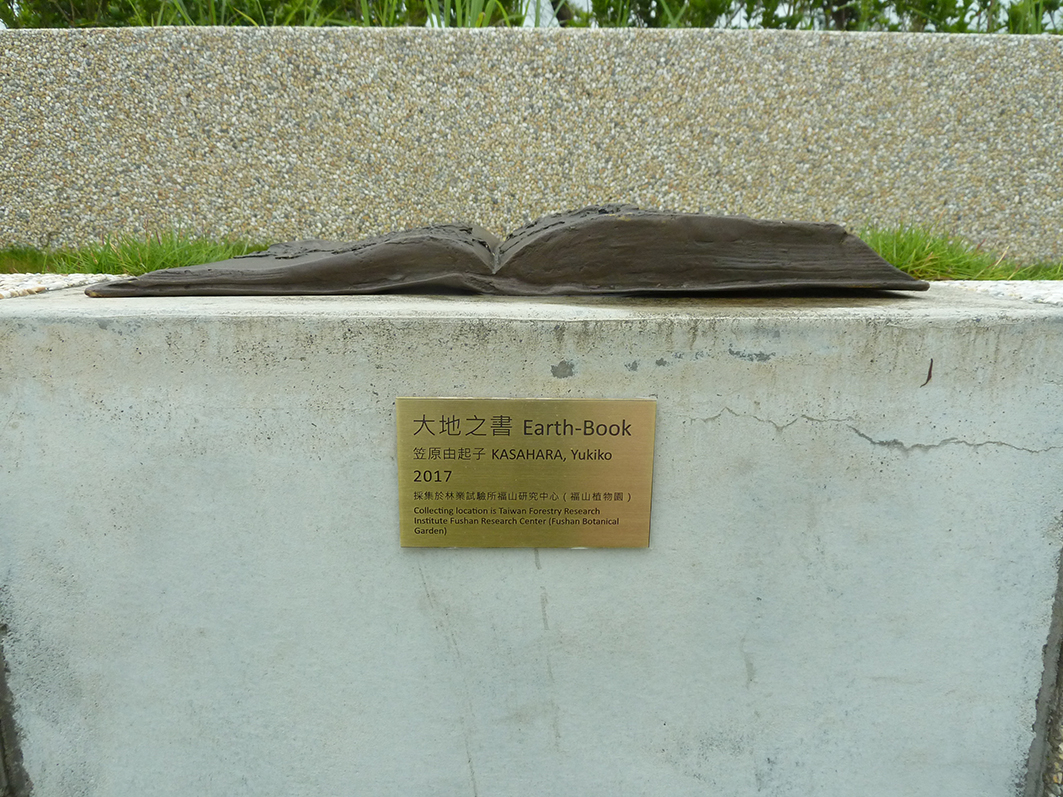 大地之書 Earth-Book
笠原由起子 KASAHARA, Yukiko
2017
採集於林業試驗所福山研究中心（福山植物園）
Collecting location is Taiwan Forestry Research
Institute Fushan Research Center (Fushan Botanical
Garden)